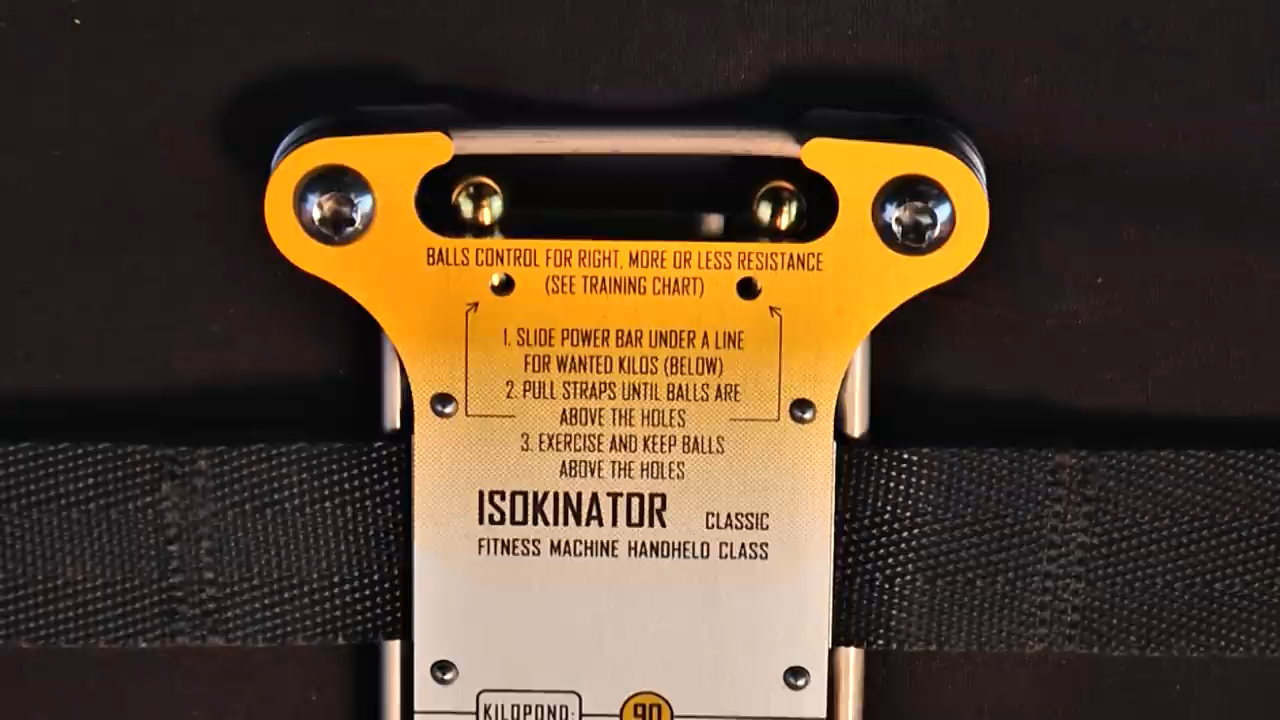 BALLS CONTROL FOR RIGHT, MORE OR LESS RESISTANCE
(SEE TRAINING CHART)
1. SLIDE POWER BAR UNDER A LINE
FOR WANTED KILOS (BELOW)
2. PULL STRAPS UNTIL BALLS ARE
ABOVE THE HOLES
3. EXERCISE AND KEEP BALLS
ABOVE THE HOLES
ISOKINATOR CLASSIC
FITNESS MACHINE HANDHELD CLASS
KILOPOND: 90